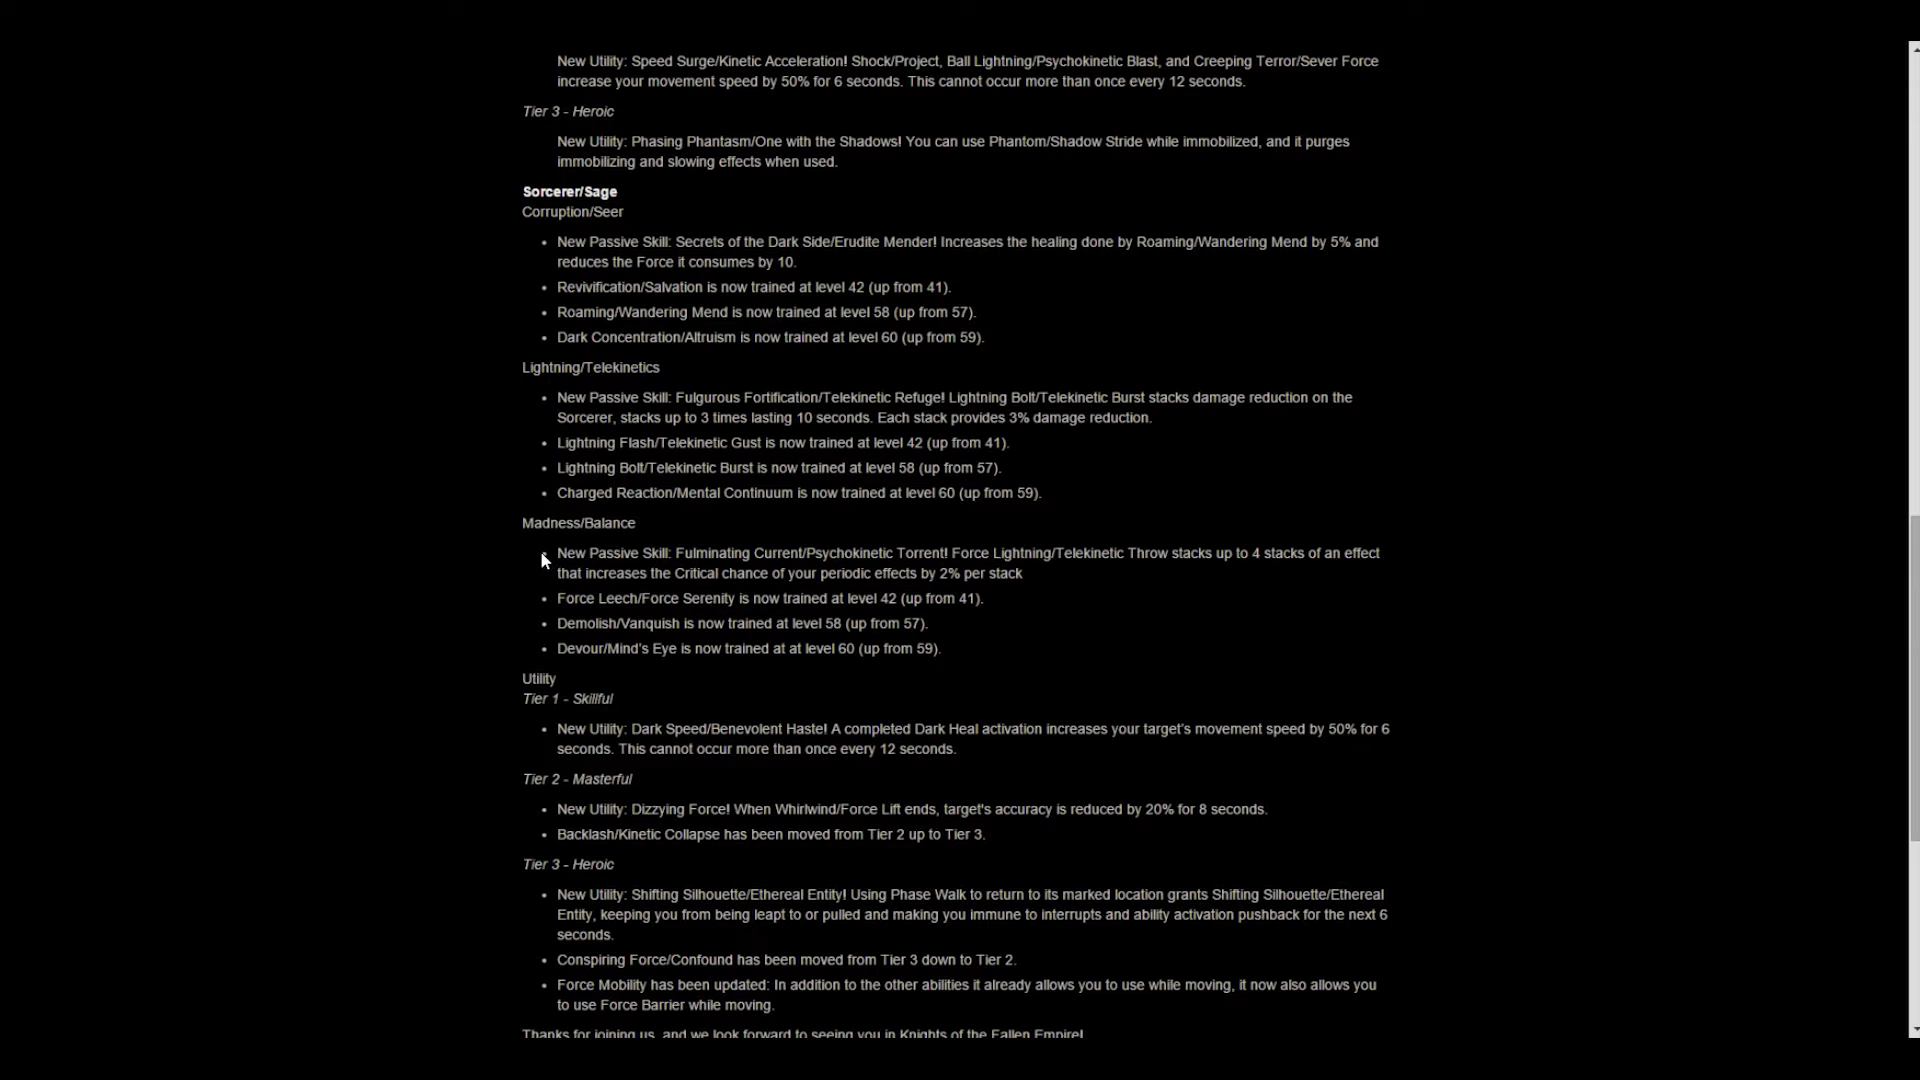 New Utility: Speed Surge/Kinetic Acceleration! Shock/Project, Ball Lightning/Psychokinetic Blast, and Creeping Terror/Sever Force
increase your movement speed by 50% for 6 seconds. This cannot occur more than once every 12 seconds.
Tier 3 - Heroic
New Utility: Phasing Phantasm/One with the Shadows! You can use Phantom/Shadow Stride while immobilized, and it purges
immobilizing and slowing effects when used.
Sorcerer/Sage
Corruption/Seer
• New Passive Skill: Secrets of the Dark Side/Erudite Mender! Increases the healing done by Roaming/Wandering Mend by 5% and
reduces the Force it consumes by 10.
• Revivification/Salvation is now trained at level 42 (up from 41).
• Roaming/Wandering Mend is now trained at level 58 (up from 57).
• Dark Concentration/Altruism is now trained at level 60 (up from 59).
Lightning/Telekinetics
• New Passive Skill: Fulgurous Fortification/Telekinetic Refuge! Lightning Bolt/Telekinetic Burst stacks damage reduction on the
Sorcerer, stacks up to 3 times lasting 10 seconds. Each stack provides 3% damage reduction.
• Lightning Flash/Telekinetic Gust is now trained at level 42 (up from 41).
• Lightning Bolt/Telekinetic Burst is now trained at level 58 (up from 57).
• Charged Reaction/Mental Continuum is now trained at level 60 (up from 59).
Madness/Balance
• New Passive Skill: Fulminating Current/Psychokinetic Torrent! Force Lightning/Telekinetic Throw stacks up to 4 stacks of an effect
that increases the Critical chance of your periodic effects by 2% per stack
• Force Leech/Force Serenity is now trained at level 42 (up from 41).
• Demolish/Vanquish is now trained at level 58 (up from 57).
• Devour/Mind's Eye is now trained at at level 60 (up from 59).
Utility
Tier 1 - Skillful
• New Utility: Dark Speed/Benevolent Haste! A completed Dark Heal activation increases your target's movement speed by 50% for 6
seconds. This cannot occur more than once every 12 seconds.
Tier 2 - Masterful
• New Utility: Dizzying Force! When Whirlwind/Force Lift ends, target's accuracy is reduced by 20% for 8 seconds.
• Backlash/Kinetic Collapse has been moved from Tier 2 up to Tier 3.
Tier 3 - Heroic
• New Utility: Shifting Silhouette/Ethereal Entity! Using Phase Walk to return to its marked location grants Shifting Silhouette/Ethereal
Entity, keeping you from being leapt to or pulled and making you immune to interrupts and ability activation pushback for the next 6
seconds.
• Conspiring Force/Confound has been moved from Tier 3 down to Tier 2.
• Force Mobility has been updated: In addition to the other abilities it already allows you to use while moving, it now also allows you
to use Force Barrier while moving.
Thanks for joining us, and we look forward to seeing you in Knights of the Fallen Empire!